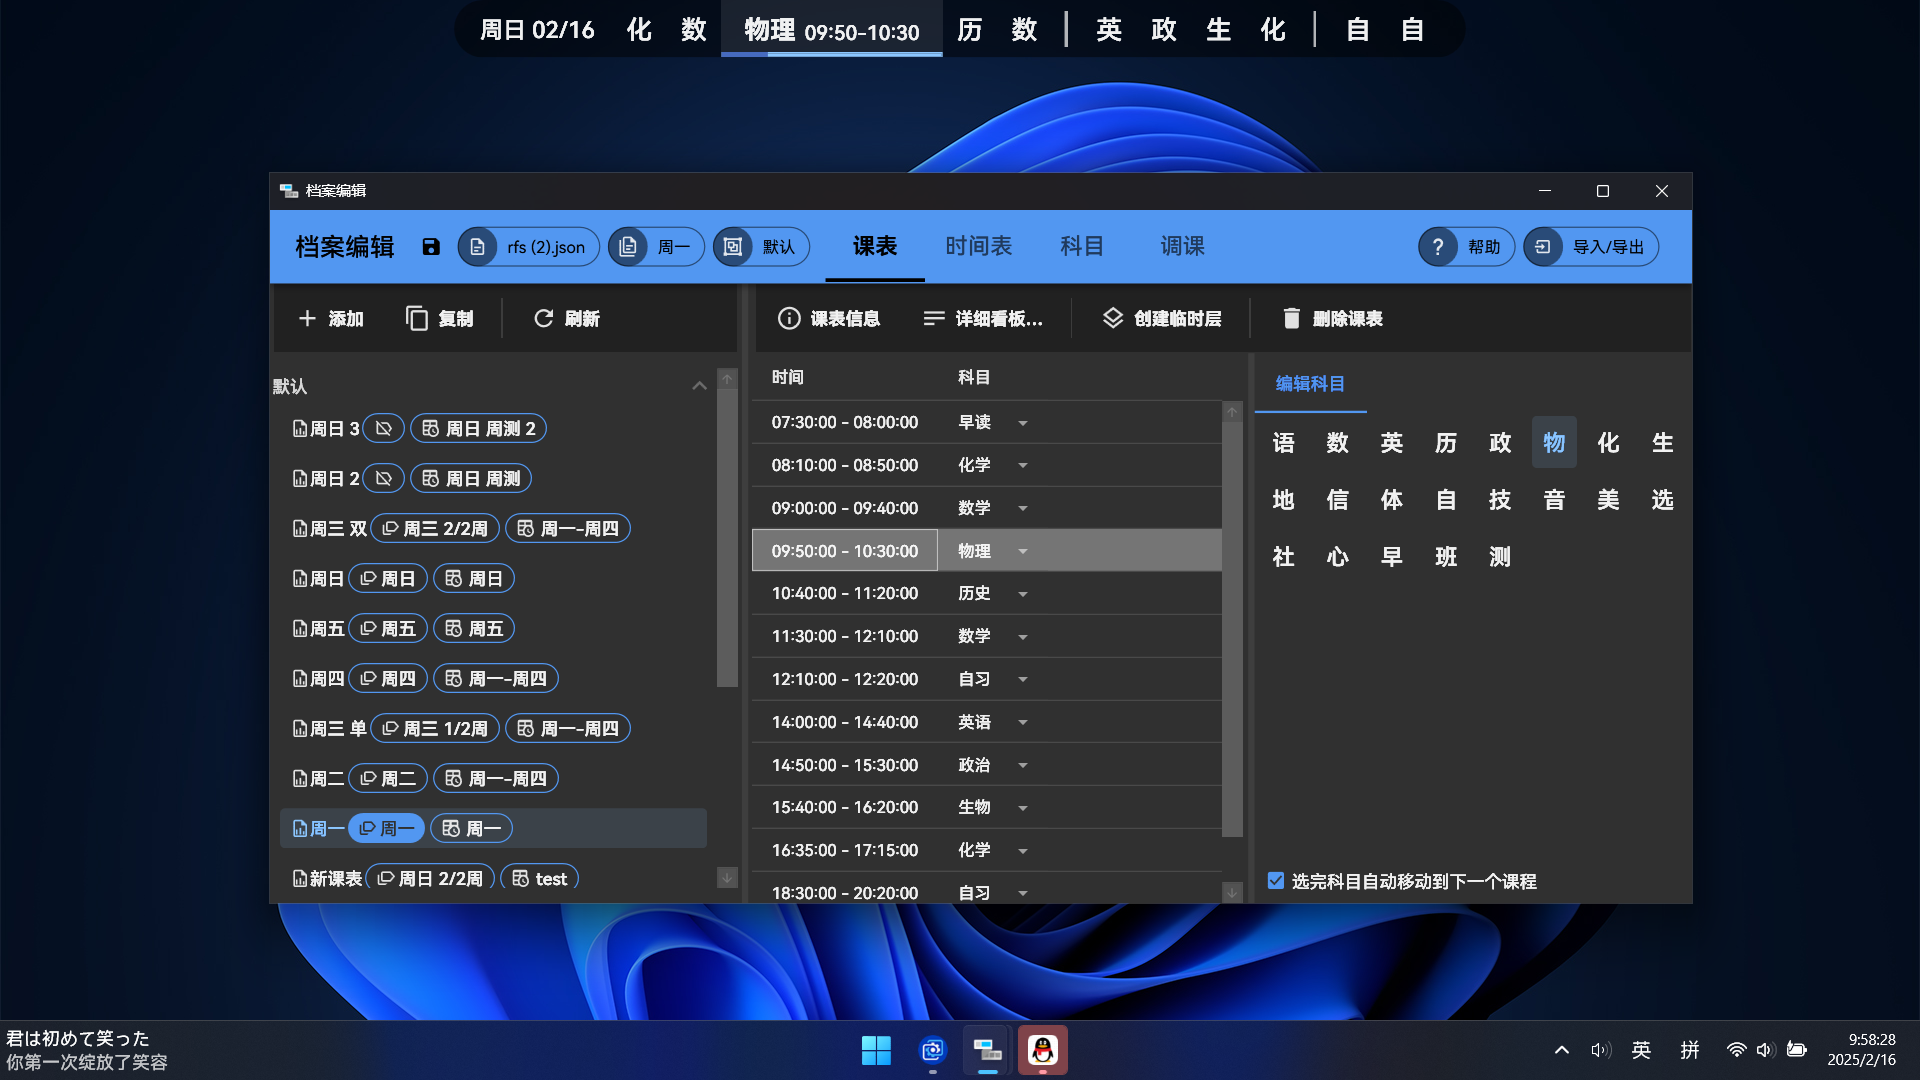 周日 02/16 化 数 物理 09:50-10:30 历 数 | 英 政 生 化 | 自 自
档案编辑
档案编辑 rfs (2).json 周一 默认 课表 时间表 科目 调课 帮助 导入/导出
添加 复制 刷新 课表信息 详细看板... 创建临时层 删除课表
默认
周日 3 周日 周测 2
周日 2 周日 周测
周三 双 周三 2/2周 周一-周四
周日 周日 周日
周五 周五 周五
周四 周四 周一-周四
周三 单 周三 1/2周 周一-周四
周二 周二 周一-周四
周一 周一 周一
新课表 周日 2/2周 test
时间 科目
07:30:00 - 08:00:00 早读
08:10:00 - 08:50:00 化学
09:00:00 - 09:40:00 数学
09:50:00 - 10:30:00 物理
10:40:00 - 11:20:00 历史
11:30:00 - 12:10:00 数学
12:10:00 - 12:20:00 自习
14:00:00 - 14:40:00 英语
14:50:00 - 15:30:00 政治
15:40:00 - 16:20:00 生物
16:35:00 - 17:15:00 化学
18:30:00 - 20:20:00 自习
编辑科目
语 数 英 历 政 物 化 生
地 信 体 自 技 音 美 选
社 心 早 班 测
选完科目自动移动到下一个课程
君は初めて笑った
你第一次绽放了笑容
英 拼
9:58:28
2025/2/16